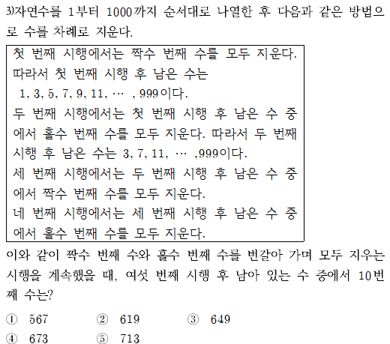 3)자연수를 1부터 1000까지 순서대로 나열한 후 다음과 같은 방법으
로 수를 차례로 지운다.
첫 번째 시행에서는 짝수 번째 수를 모두 지운다.
따라서 첫 번째 시행 후 남은 수는
1, 3, 5, 7, 9, 11, ⋯ , 999이다.
두 번째 시행에서는 첫 번째 시행 후 남은 수 중
에서 홀수 번째 수를 모두 지운다. 따라서 두 번째
시행 후 남은 수는 3, 7, 11, ⋯ ,999이다.
세 번째 시행에서는 두 번째 시행 후 남은 수 중
에서 짝수 번째 수를 모두 지운다.
네 번째 시행에서는 세 번째 시행 후 남은 수 중
에서 홀수 번째 수를 모두 지운다.
이와 같이 짝수 번째 수와 홀수 번째 수를 번갈아 가며 모두 지우는
시행을 계속했을 때, 여섯 번째 시행 후 남아 있는 수 중에서 10번
째 수는?
① 567 ② 619 ③ 649
④ 673 ⑤ 713